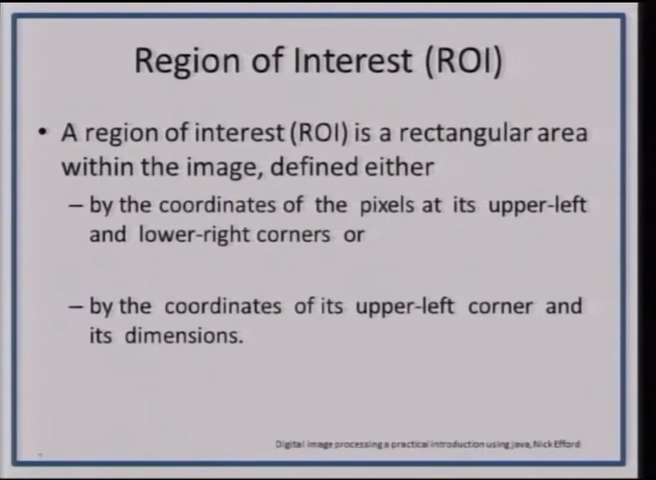 Region of Interest (ROI)
• A region of interest (ROI) is a rectangular area
within the image, defined either
– by the coordinates of the pixels at its upper-left
and lower-right corners or
– by the coordinates of its upper-left corner and
its dimensions.
Digital image processing a practical introduction using java, Nick Efford